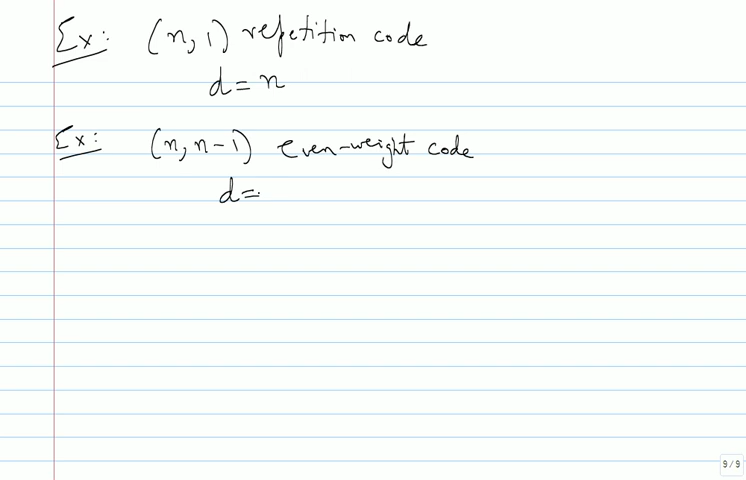 Ex: (n, 1) repetition code
d = n
Ex: (n, n-1) even-weight code
d =
9/9